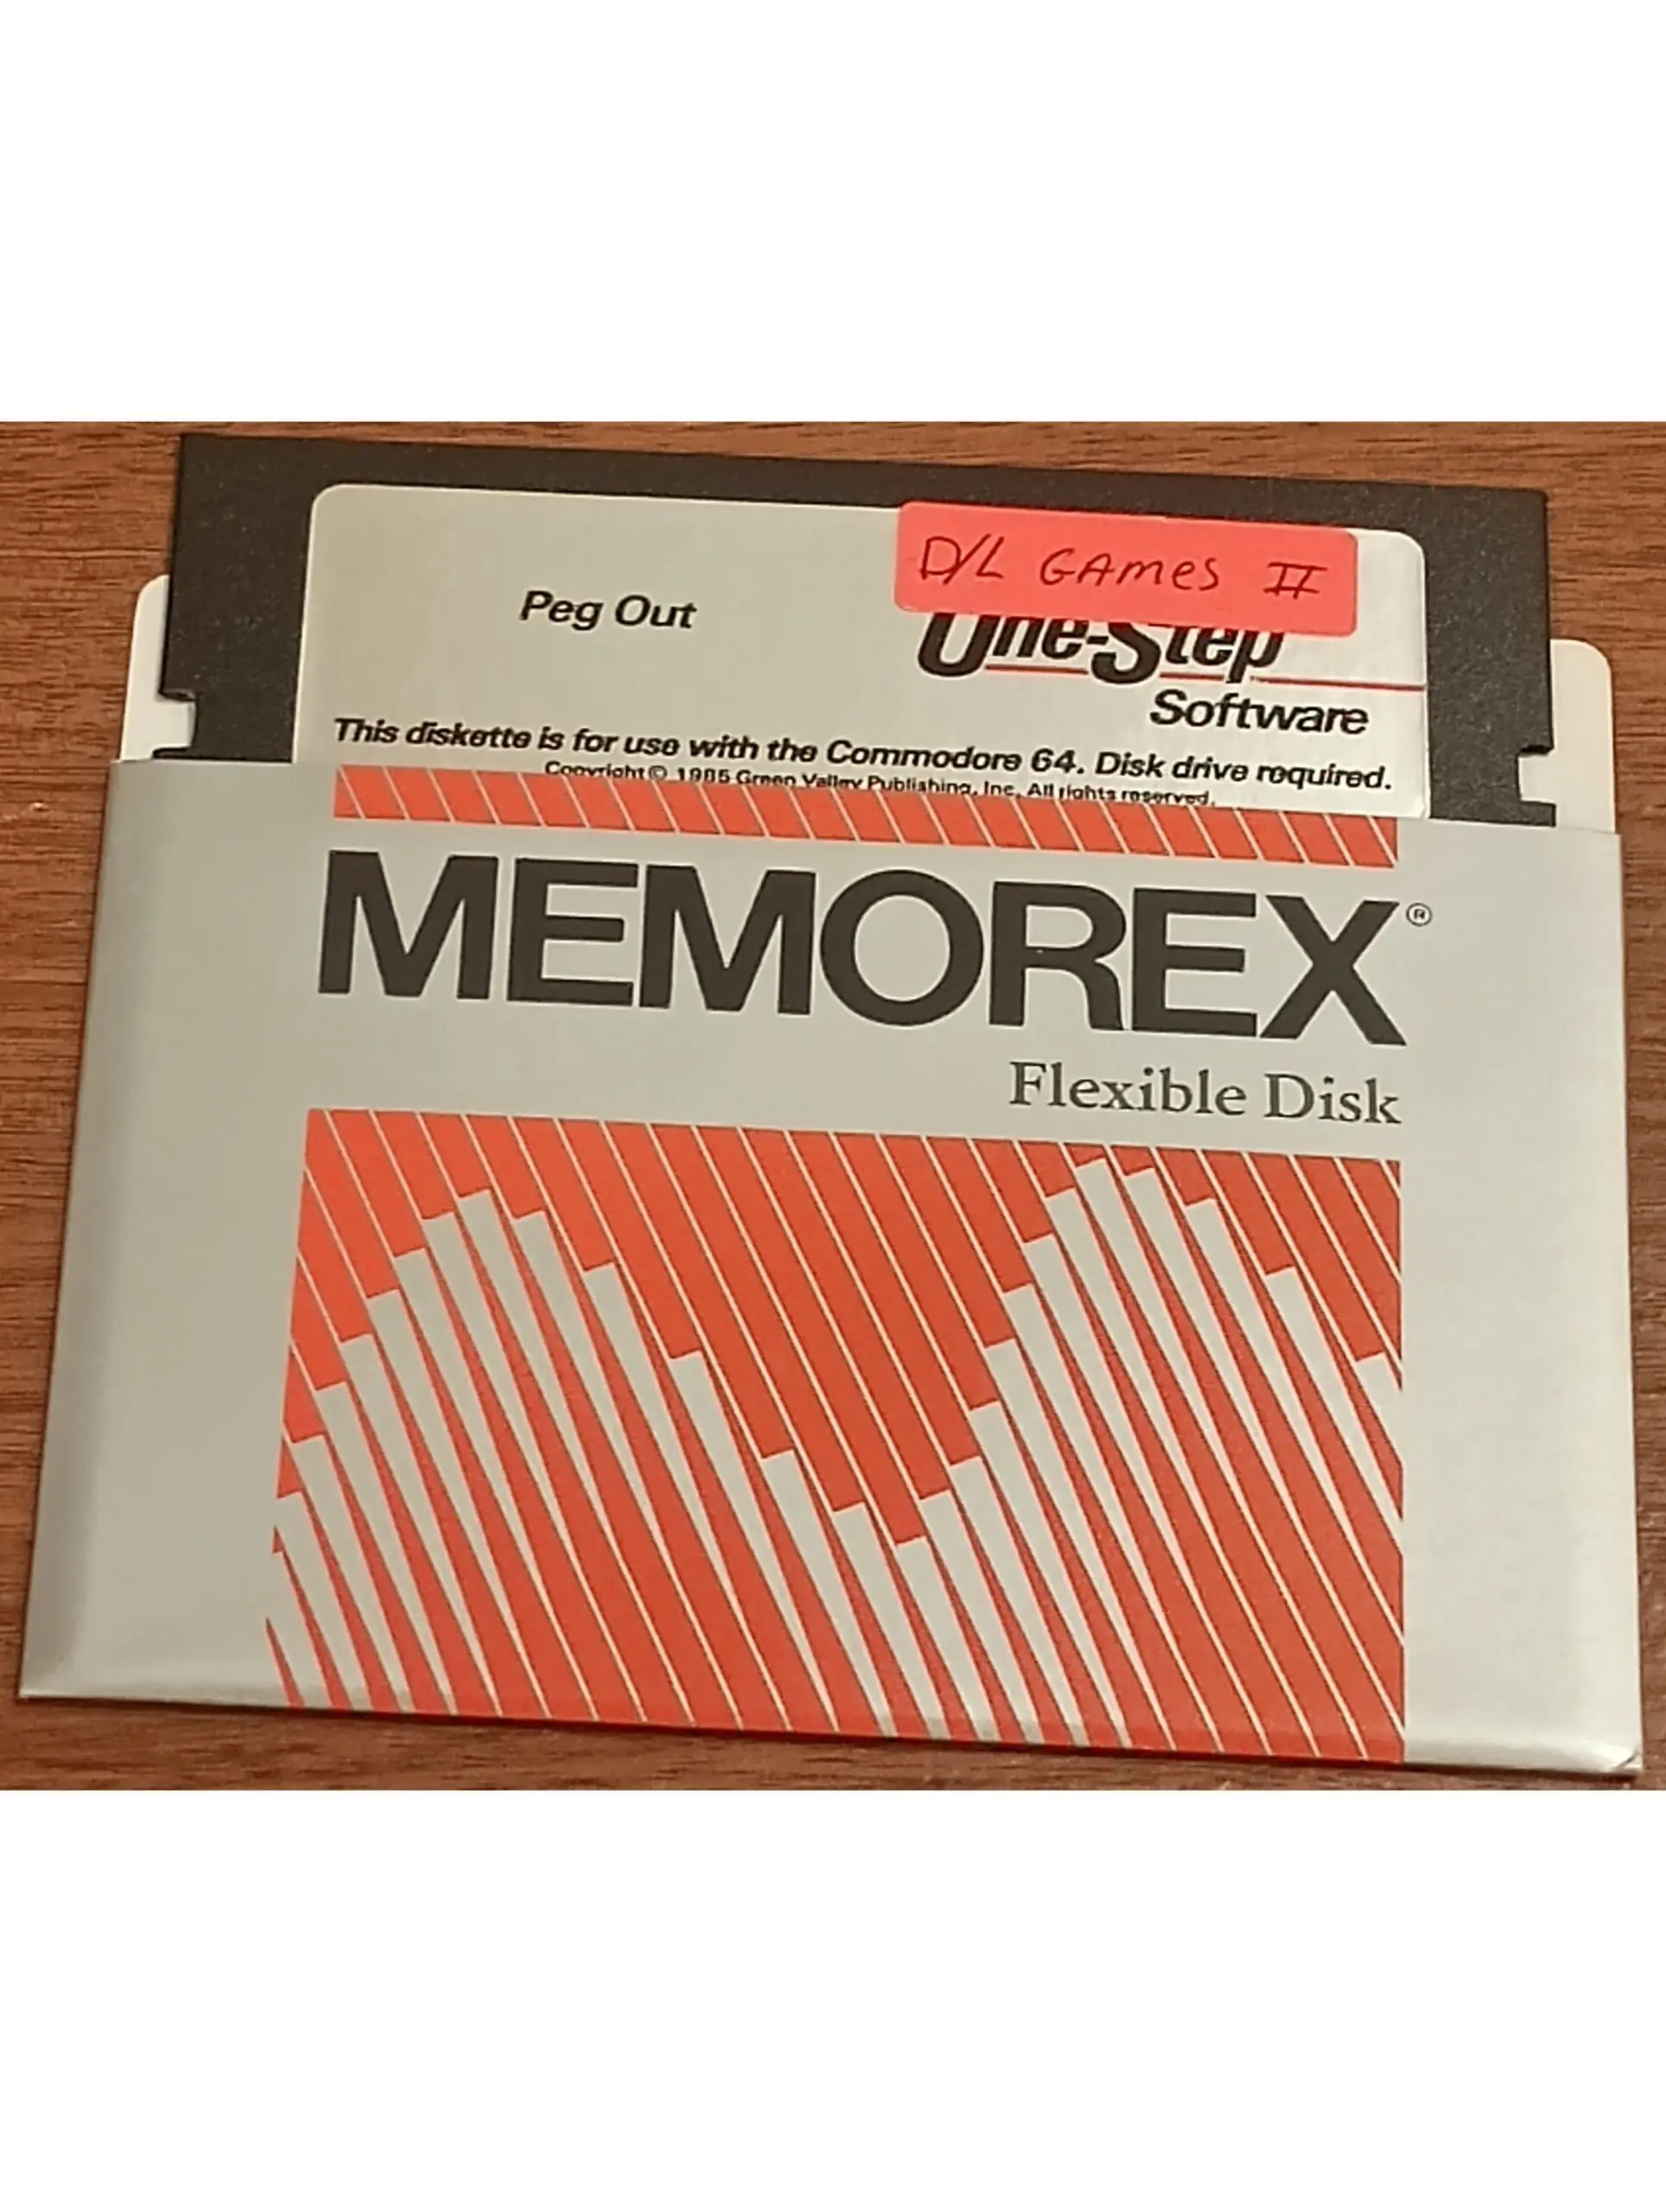 D/L GAMES II
Peg Out
One-Step
Software
This diskette is for use with the Commodore 64. Disk drive required.
Copyright © 1985 Green Valley Publishing, Inc. All rights reserved.
MEMOREX®
Flexible Disk